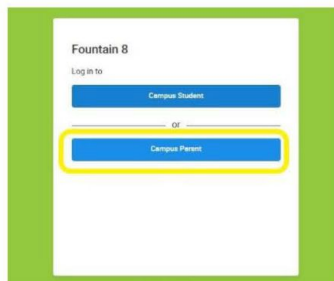 Fountain 8
Log in to
Campus Student
or
Campus Parent